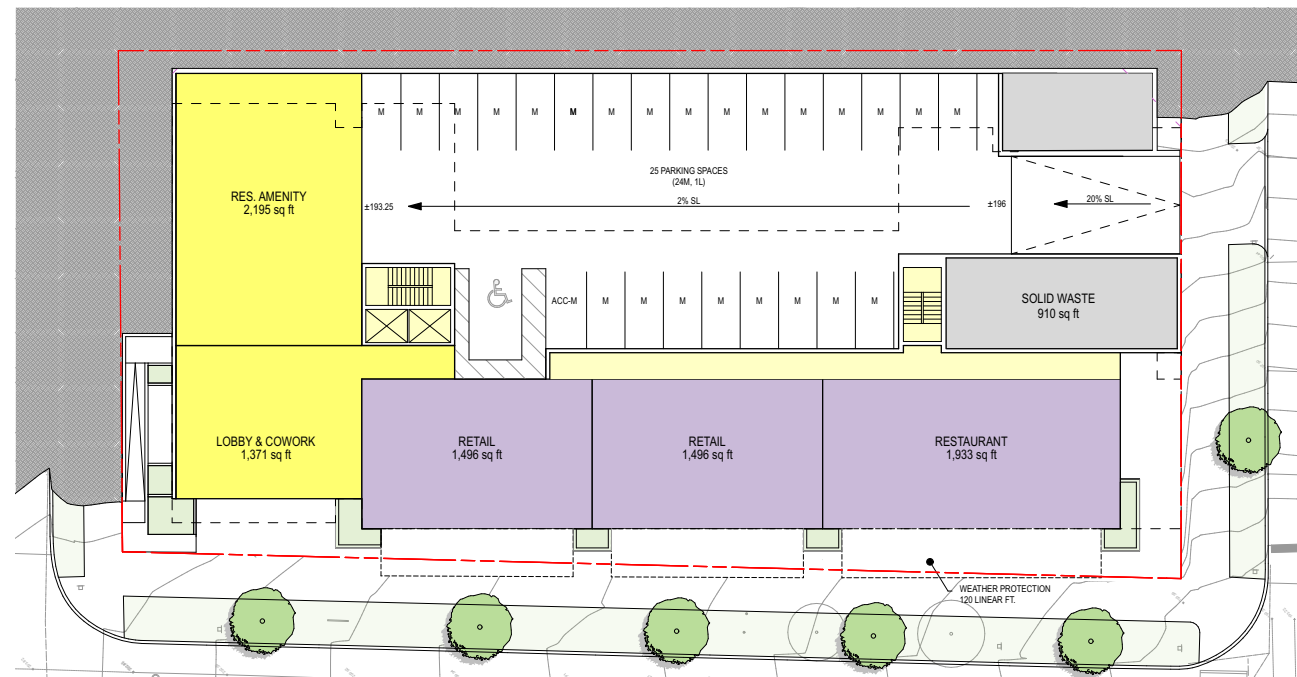 M M M M M M M M M M M M M M M M
25 PARKING SPACES
(24M, 1L)
2% SL
±193.25
±196
20% SL
RES. AMENITY
2,195 sq ft
ACC-M M M M M M M M M
SOLID WASTE
910 sq ft
LOBBY & COWORK
1,371 sq ft
RETAIL
1,496 sq ft
RETAIL
1,496 sq ft
RESTAURANT
1,933 sq ft
WEATHER PROTECTION
120 LINEAR FT.